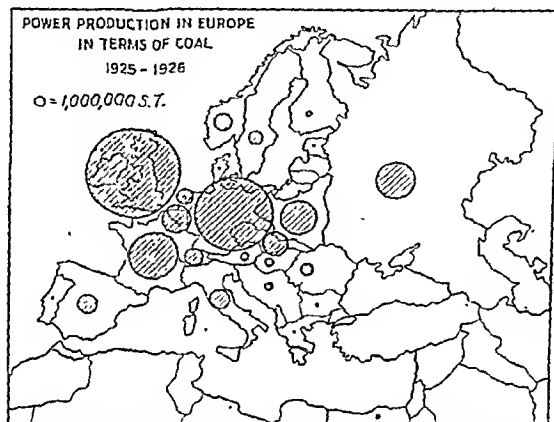 POWER PRODUCTION IN EUROPE
IN TERMS OF COAL
1925-1926
O = 1,000,000 S.T.